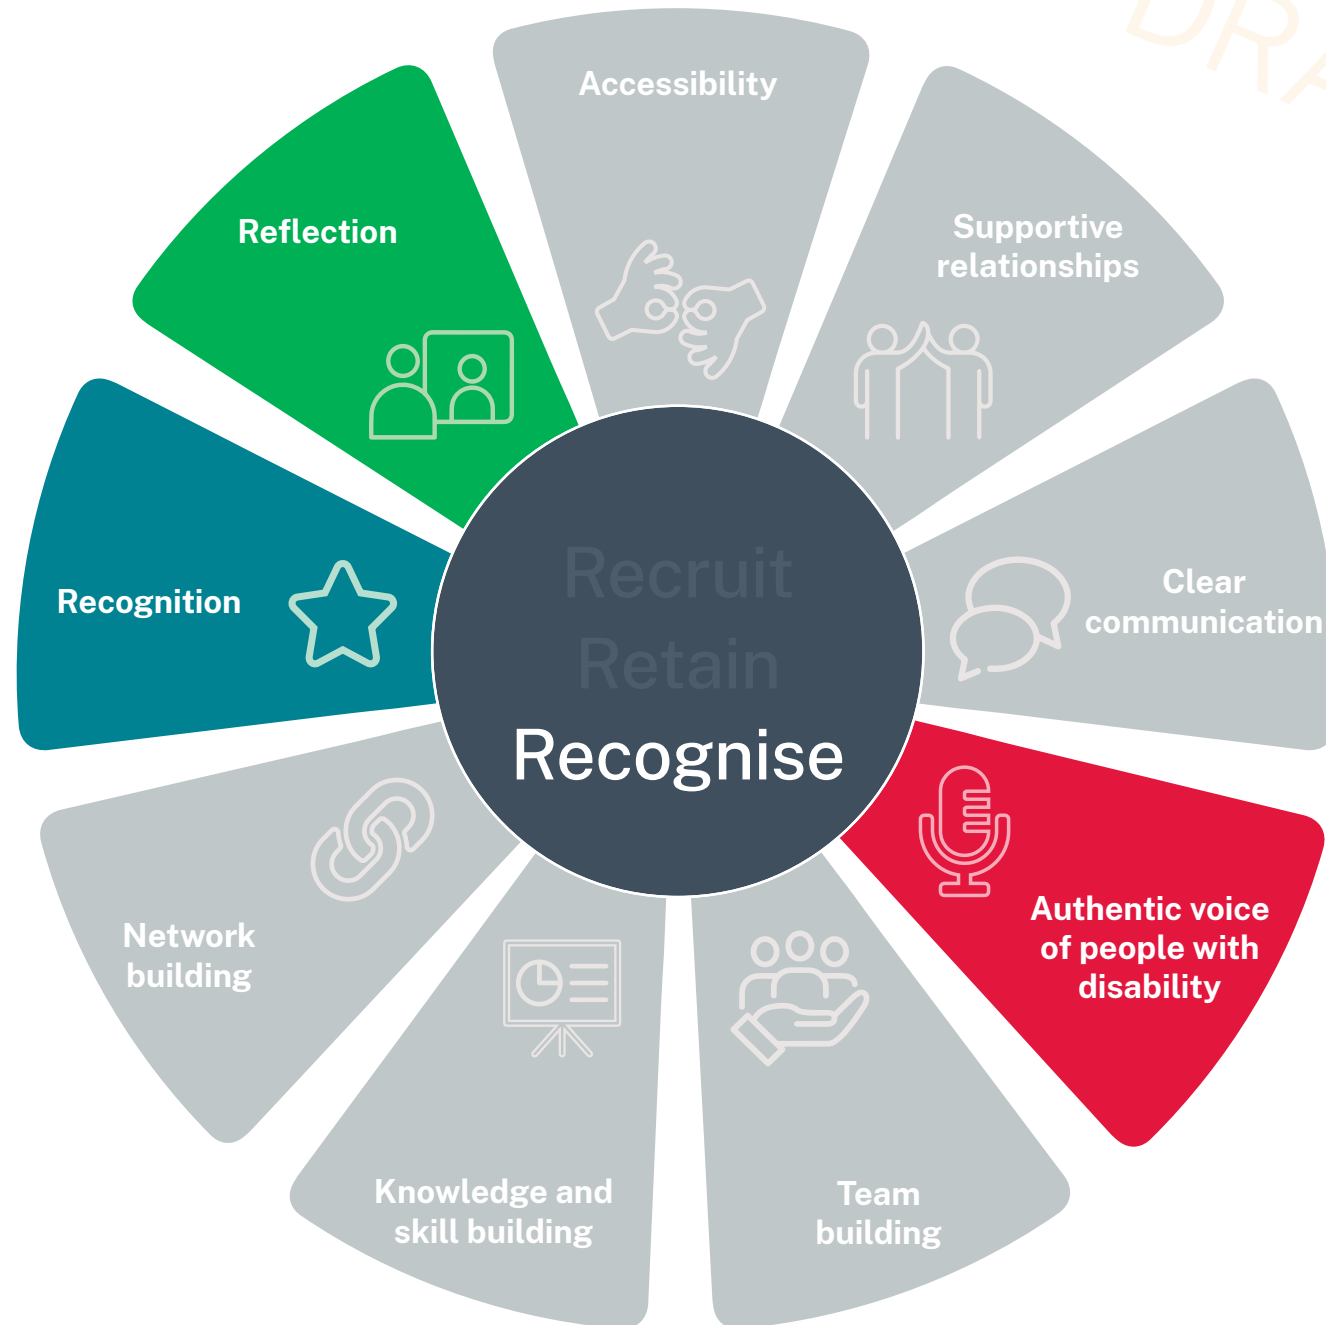 DRA
Accessibility
Supportive
relationships
Reflection
Clear
communication
Recognition
Recruit
Retain
Recognise
Authentic voice
of people with
disability
Network
building
Knowledge and
skill building
Team
building